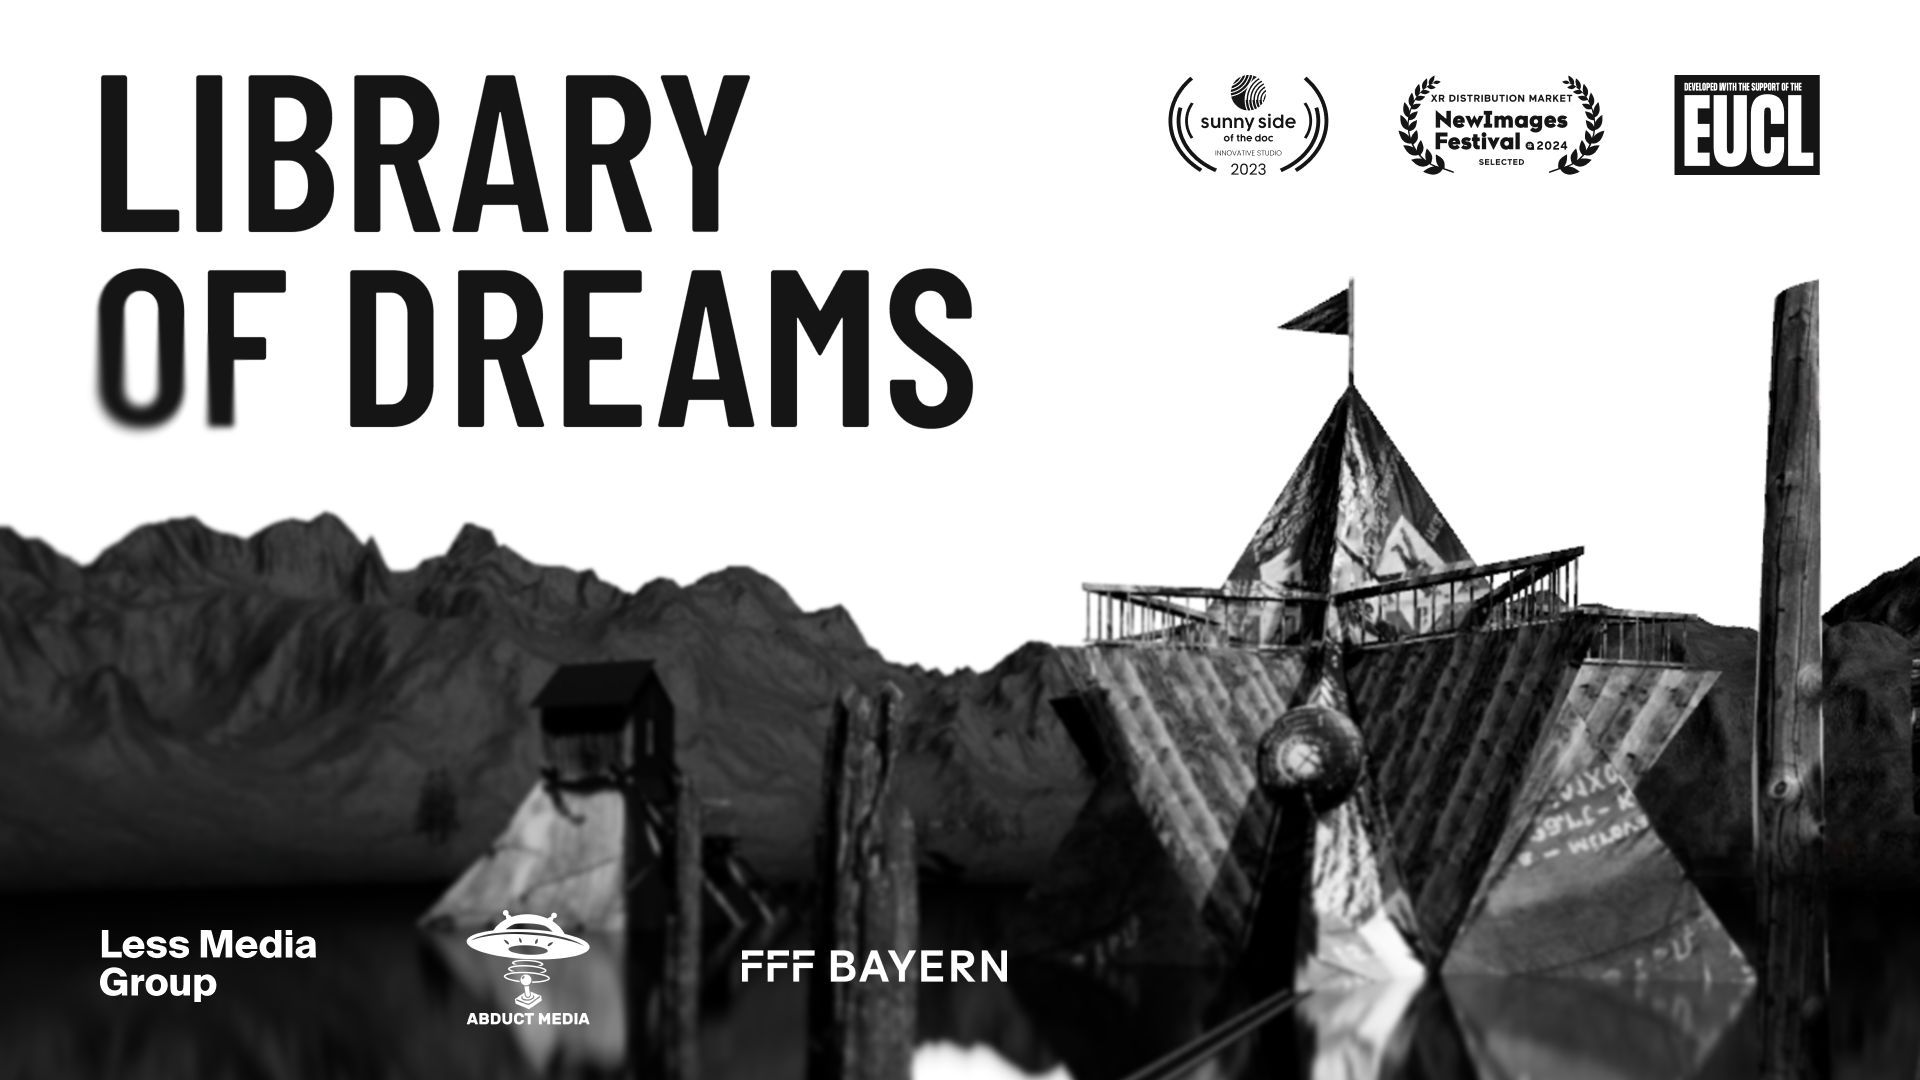 LIBRARY
OF DREAMS
sunny side
of the doc
INNOVATIVE STUDIO
2023
XR DISTRIBUTION MARKET
NewImages
Festival 2024
SELECTED
DEVELOPED WITH THE SUPPORT OF THE
EUCL
Less Media
Group
ABDUCT MEDIA
FFF BAYERN